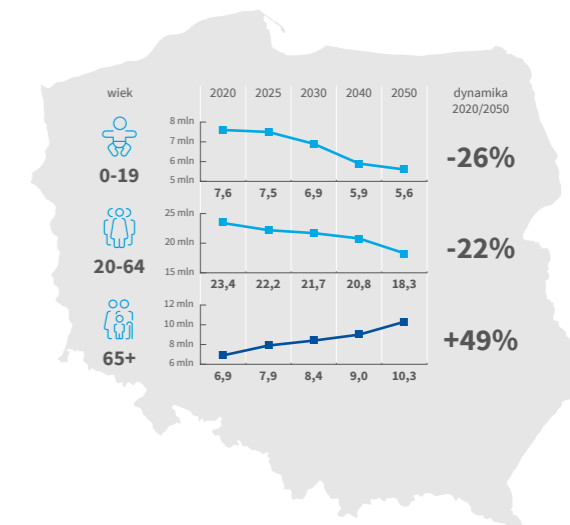 wiek 2020 2025 2030 2040 2050 dynamika
2020/2050
8 mln
7 mln
6 mln
5 mln
0-19
-26%
7,6 7,5 6,9 5,9 5,6
25 mln
20 mln
15 mln
20-64
-22%
23,4 22,2 21,7 20,8 18,3
12 mln
10 mln
8 mln
6 mln
65+
+49%
6,9 7,9 8,4 9,0 10,3